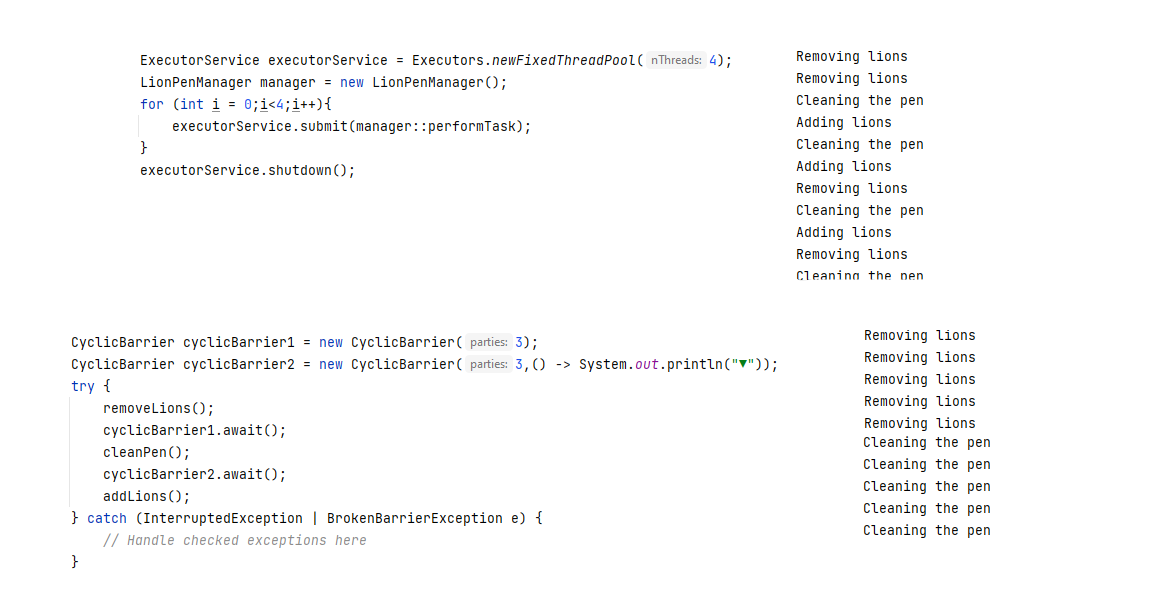 ExecutorService executorService = Executors.newFixedThreadPool( nThreads: 4);
LionPenManager manager = new LionPenManager();
for (int i = 0;i<4;i++){
executorService.submit(manager::performTask);
}
executorService.shutdown();
Removing lions
Removing lions
Cleaning the pen
Adding lions
Cleaning the pen
Adding lions
Removing lions
Cleaning the pen
Adding lions
Removing lions
Cleaning the pen
CyclicBarrier cyclicBarrier1 = new CyclicBarrier( parties: 3);
CyclicBarrier cyclicBarrier2 = new CyclicBarrier( parties: 3,() -> System.out.println("▼"));
try {
removeLions();
cyclicBarrier1.await();
cleanPen();
cyclicBarrier2.await();
addLions();
} catch (InterruptedException | BrokenBarrierException e) {
// Handle checked exceptions here
}
Removing lions
Removing lions
Removing lions
Removing lions
Removing lions
Cleaning the pen
Cleaning the pen
Cleaning the pen
Cleaning the pen
Cleaning the pen